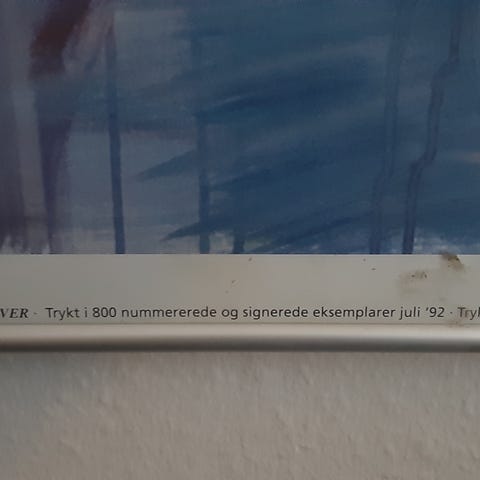 VER · Trykt i 800 nummererede og signerede eksemplarer juli '92 · Tryk